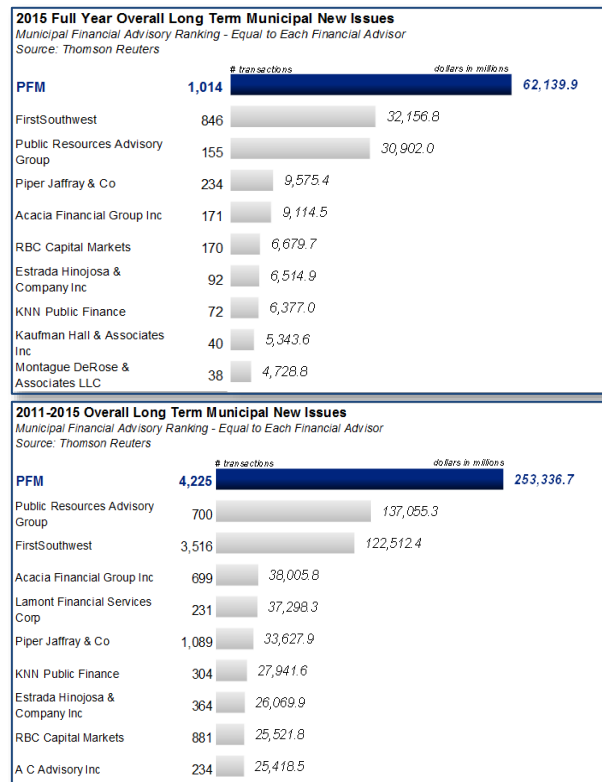 2015 Full Year Overall Long Term Municipal New Issues
Municipal Financial Advisory Ranking - Equal to Each Financial Advisor
Source: Thomson Reuters
# transactions dollars in millions
PFM 1,014 62,139.9
FirstSouthwest 846 32,156.8
Public Resources Advisory
Group 155 30,902.0
Piper Jaffray & Co 234 9,575.4
Acacia Financial Group Inc 171 9,114.5
RBC Capital Markets 170 6,679.7
Estrada Hinojosa &
Company Inc 92 6,514.9
KNN Public Finance 72 6,377.0
Kaufman Hall & Associates
Inc 40 5,343.6
Montague DeRose &
Associates LLC 38 4,728.8
2011-2015 Overall Long Term Municipal New Issues
Municipal Financial Advisory Ranking - Equal to Each Financial Advisor
Source: Thomson Reuters
# transactions dollars in millions
PFM 4,225 253,336.7
Public Resources Advisory
Group 700 137,055.3
FirstSouthwest 3,516 122,512.4
Acacia Financial Group Inc 699 38,005.8
Lamont Financial Services
Corp 231 37,298.3
Piper Jaffray & Co 1,089 33,627.9
KNN Public Finance 304 27,941.6
Estrada Hinojosa &
Company Inc 364 26,069.9
RBC Capital Markets 881 25,521.8
A C Advisory Inc 234 25,418.5